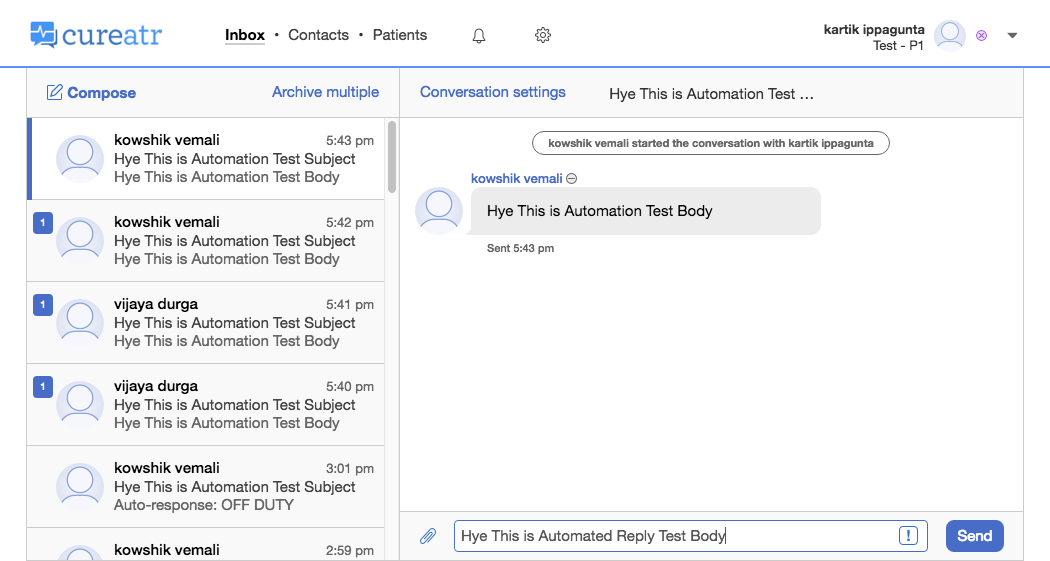 cureatr
Inbox • Contacts • Patients
kartik ippagunta
Test - P1
Compose
Archive multiple
Conversation settings
Hye This is Automation Test ...
kowshik vemali 5:43 pm
Hye This is Automation Test Subject
Hye This is Automation Test Body
1
kowshik vemali 5:42 pm
Hye This is Automation Test Subject
Hye This is Automation Test Body
1
vijaya durga 5:41 pm
Hye This is Automation Test Subject
Hye This is Automation Test Body
1
vijaya durga 5:40 pm
Hye This is Automation Test Subject
Hye This is Automation Test Body
kowshik vemali 3:01 pm
Hye This is Automation Test Subject
Auto-response: OFF DUTY
kowshik vemali 2:59 pm
kowshik vemali started the conversation with kartik ippagunta
kowshik vemali
Hye This is Automation Test Body
Sent 5:43 pm
Hye This is Automated Reply Test Body
!
Send